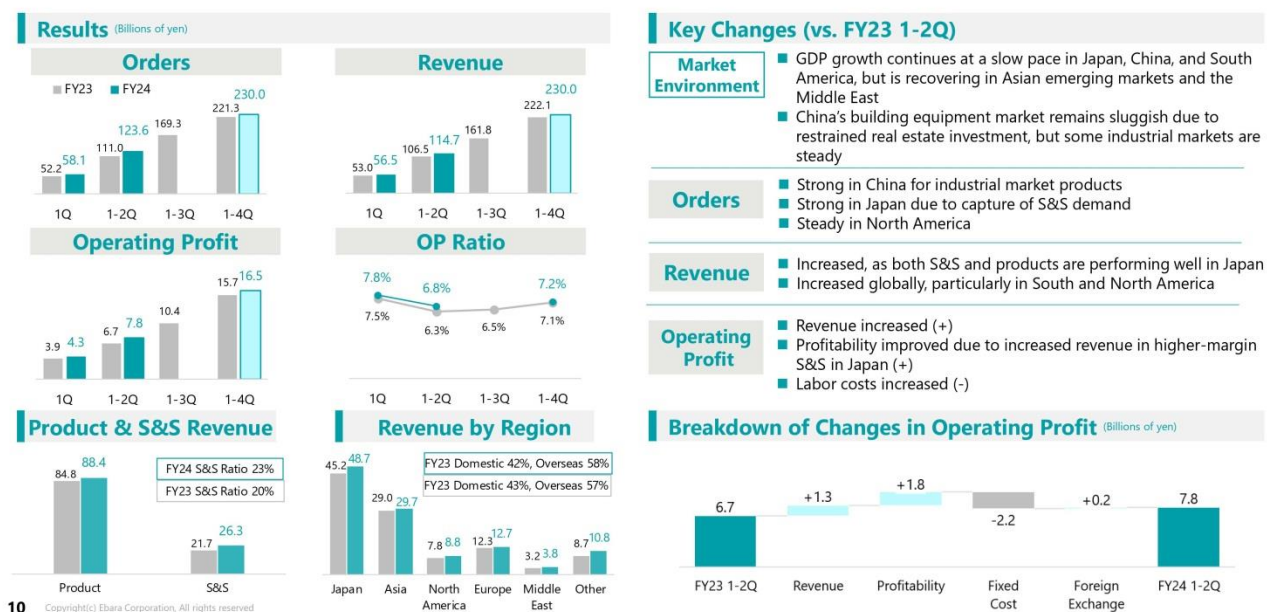 Results (Billions of yen)
Orders
FY23 FY24
52.2 58.1 111.0 123.6 169.3 221.3 230.0
1Q 1-2Q 1-3Q 1-4Q
Revenue
53.0 56.5 106.5 114.7 161.8 222.1 230.0
1Q 1-2Q 1-3Q 1-4Q
Operating Profit
3.9 4.3 6.7 7.8 10.4 15.7 16.5
1Q 1-2Q 1-3Q 1-4Q
OP Ratio
7.8% 6.8% 7.2%
7.5% 6.3% 6.5% 7.1%
1Q 1-2Q 1-3Q 1-4Q
Product & S&S Revenue
84.8 88.4
FY24 S&S Ratio 23%
FY23 S&S Ratio 20%
21.7 26.3
Product S&S
Revenue by Region
FY23 Domestic 42%, Overseas 58%
FY23 Domestic 43%, Overseas 57%
45.2 48.7 29.0 29.7 7.8 8.8 12.3 12.7 3.2 3.8 8.7 10.8
Japan Asia North America Europe Middle East Other
Key Changes (vs. FY23 1-2Q)
Market
Environment
GDP growth continues at a slow pace in Japan, China, and South
America, but is recovering in Asian emerging markets and the
Middle East
China's building equipment market remains sluggish due to
restrained real estate investment, but some industrial markets are
steady
Orders
Strong in China for industrial market products
Strong in Japan due to capture of S&S demand
Steady in North America
Revenue
Increased, as both S&S and products are performing well in Japan
Increased globally, particularly in South and North America
Operating
Profit
Revenue increased (+)
Profitability improved due to increased revenue in higher-margin
S&S in Japan (+)
Labor costs increased (-)
Breakdown of Changes in Operating Profit (Billions of yen)
6.7 +1.3 +1.8 -2.2 +0.2 7.8
FY23 1-2Q Revenue Profitability Fixed Cost Foreign Exchange FY24 1-2Q
10 Copyright(c) Ebara Corporation, All rights reserved